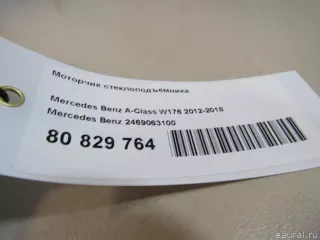 Моторчик стеклоподъемника
Mercedes Benz A-Class W176 2012-2018
Mercedes Benz 2469063100
80 829 764
eaural.ru